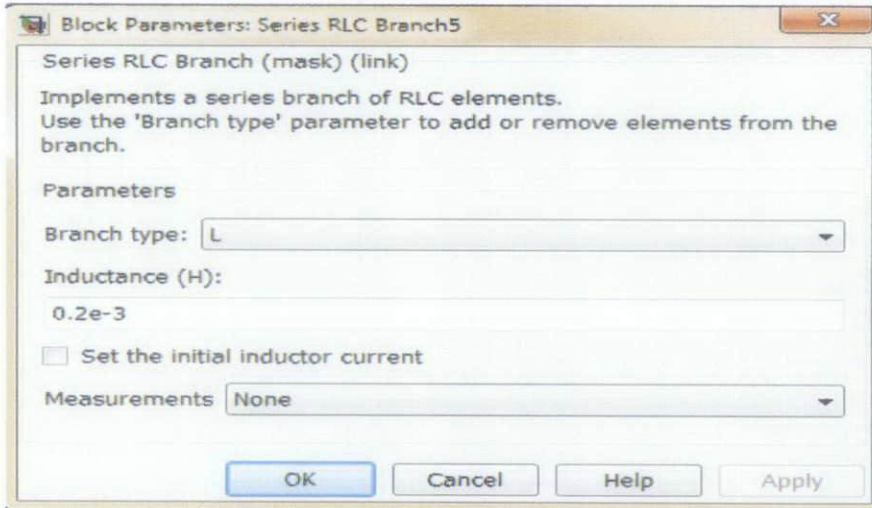 Block Parameters: Series RLC Branch5
Series RLC Branch (mask) (link)
Implements a series branch of RLC elements.
Use the 'Branch type' parameter to add or remove elements from the
branch.
Parameters
Branch type: L
Inductance (H):
0.2e-3
Set the initial inductor current
Measurements None
OK Cancel Help Apply